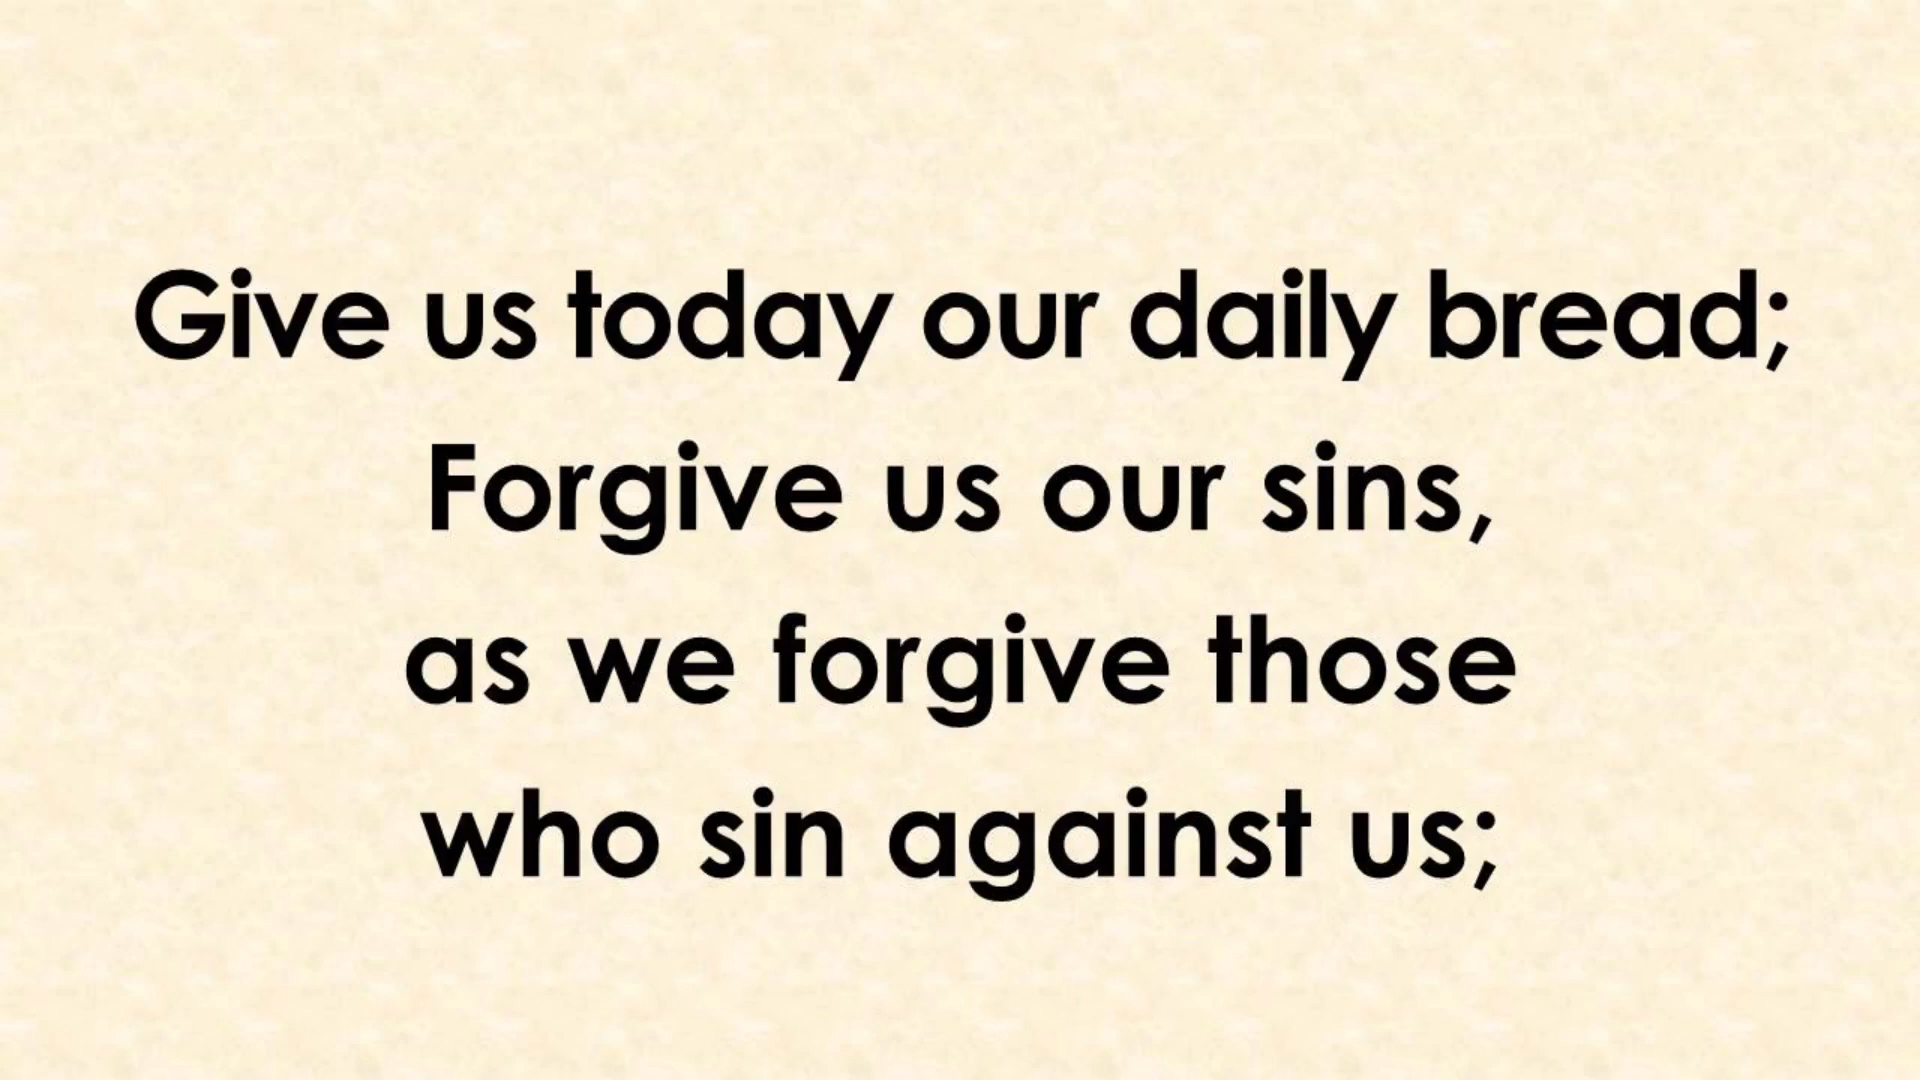 Give us today our daily bread;
Forgive us our sins,
as we forgive those
who sin against us;